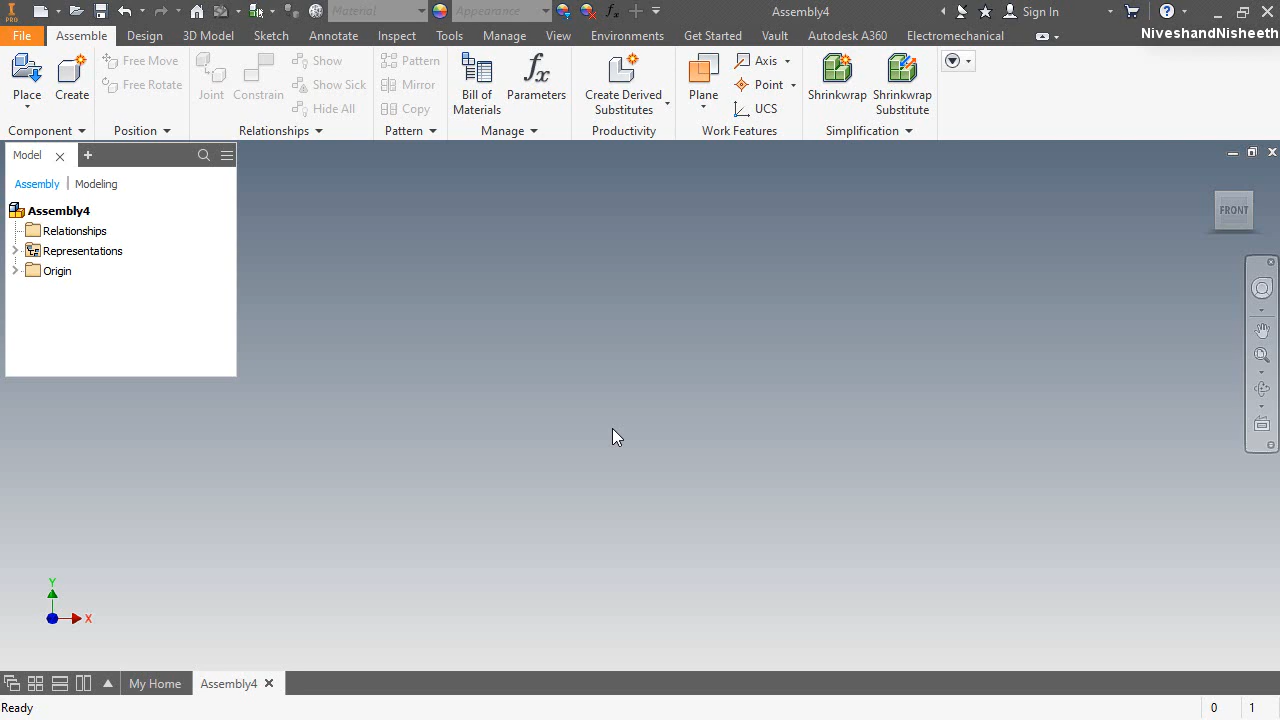 PRO
Material
Appearance
fx
Assembly4
Sign In
File
Assemble
Design
3D Model
Sketch
Annotate
Inspect
Tools
Manage
View
Environments
Get Started
Vault
Autodesk A360
Electromechanical
NiveshandNisheeth
Place
Create
Free Move
Free Rotate
Joint
Constrain
Show
Show Sick
Hide All
Pattern
Mirror
Copy
Bill of
Materials
fx
Parameters
Create Derived
Substitutes
Plane
Axis
Point
UCS
Shrinkwrap
Shrinkwrap
Substitute
Component
Position
Relationships
Pattern
Manage
Productivity
Work Features
Simplification
Model
Assembly
Modeling
Assembly4
Relationships
Representations
Origin
FRONT
Y
X
My Home
Assembly4
Ready
0
1